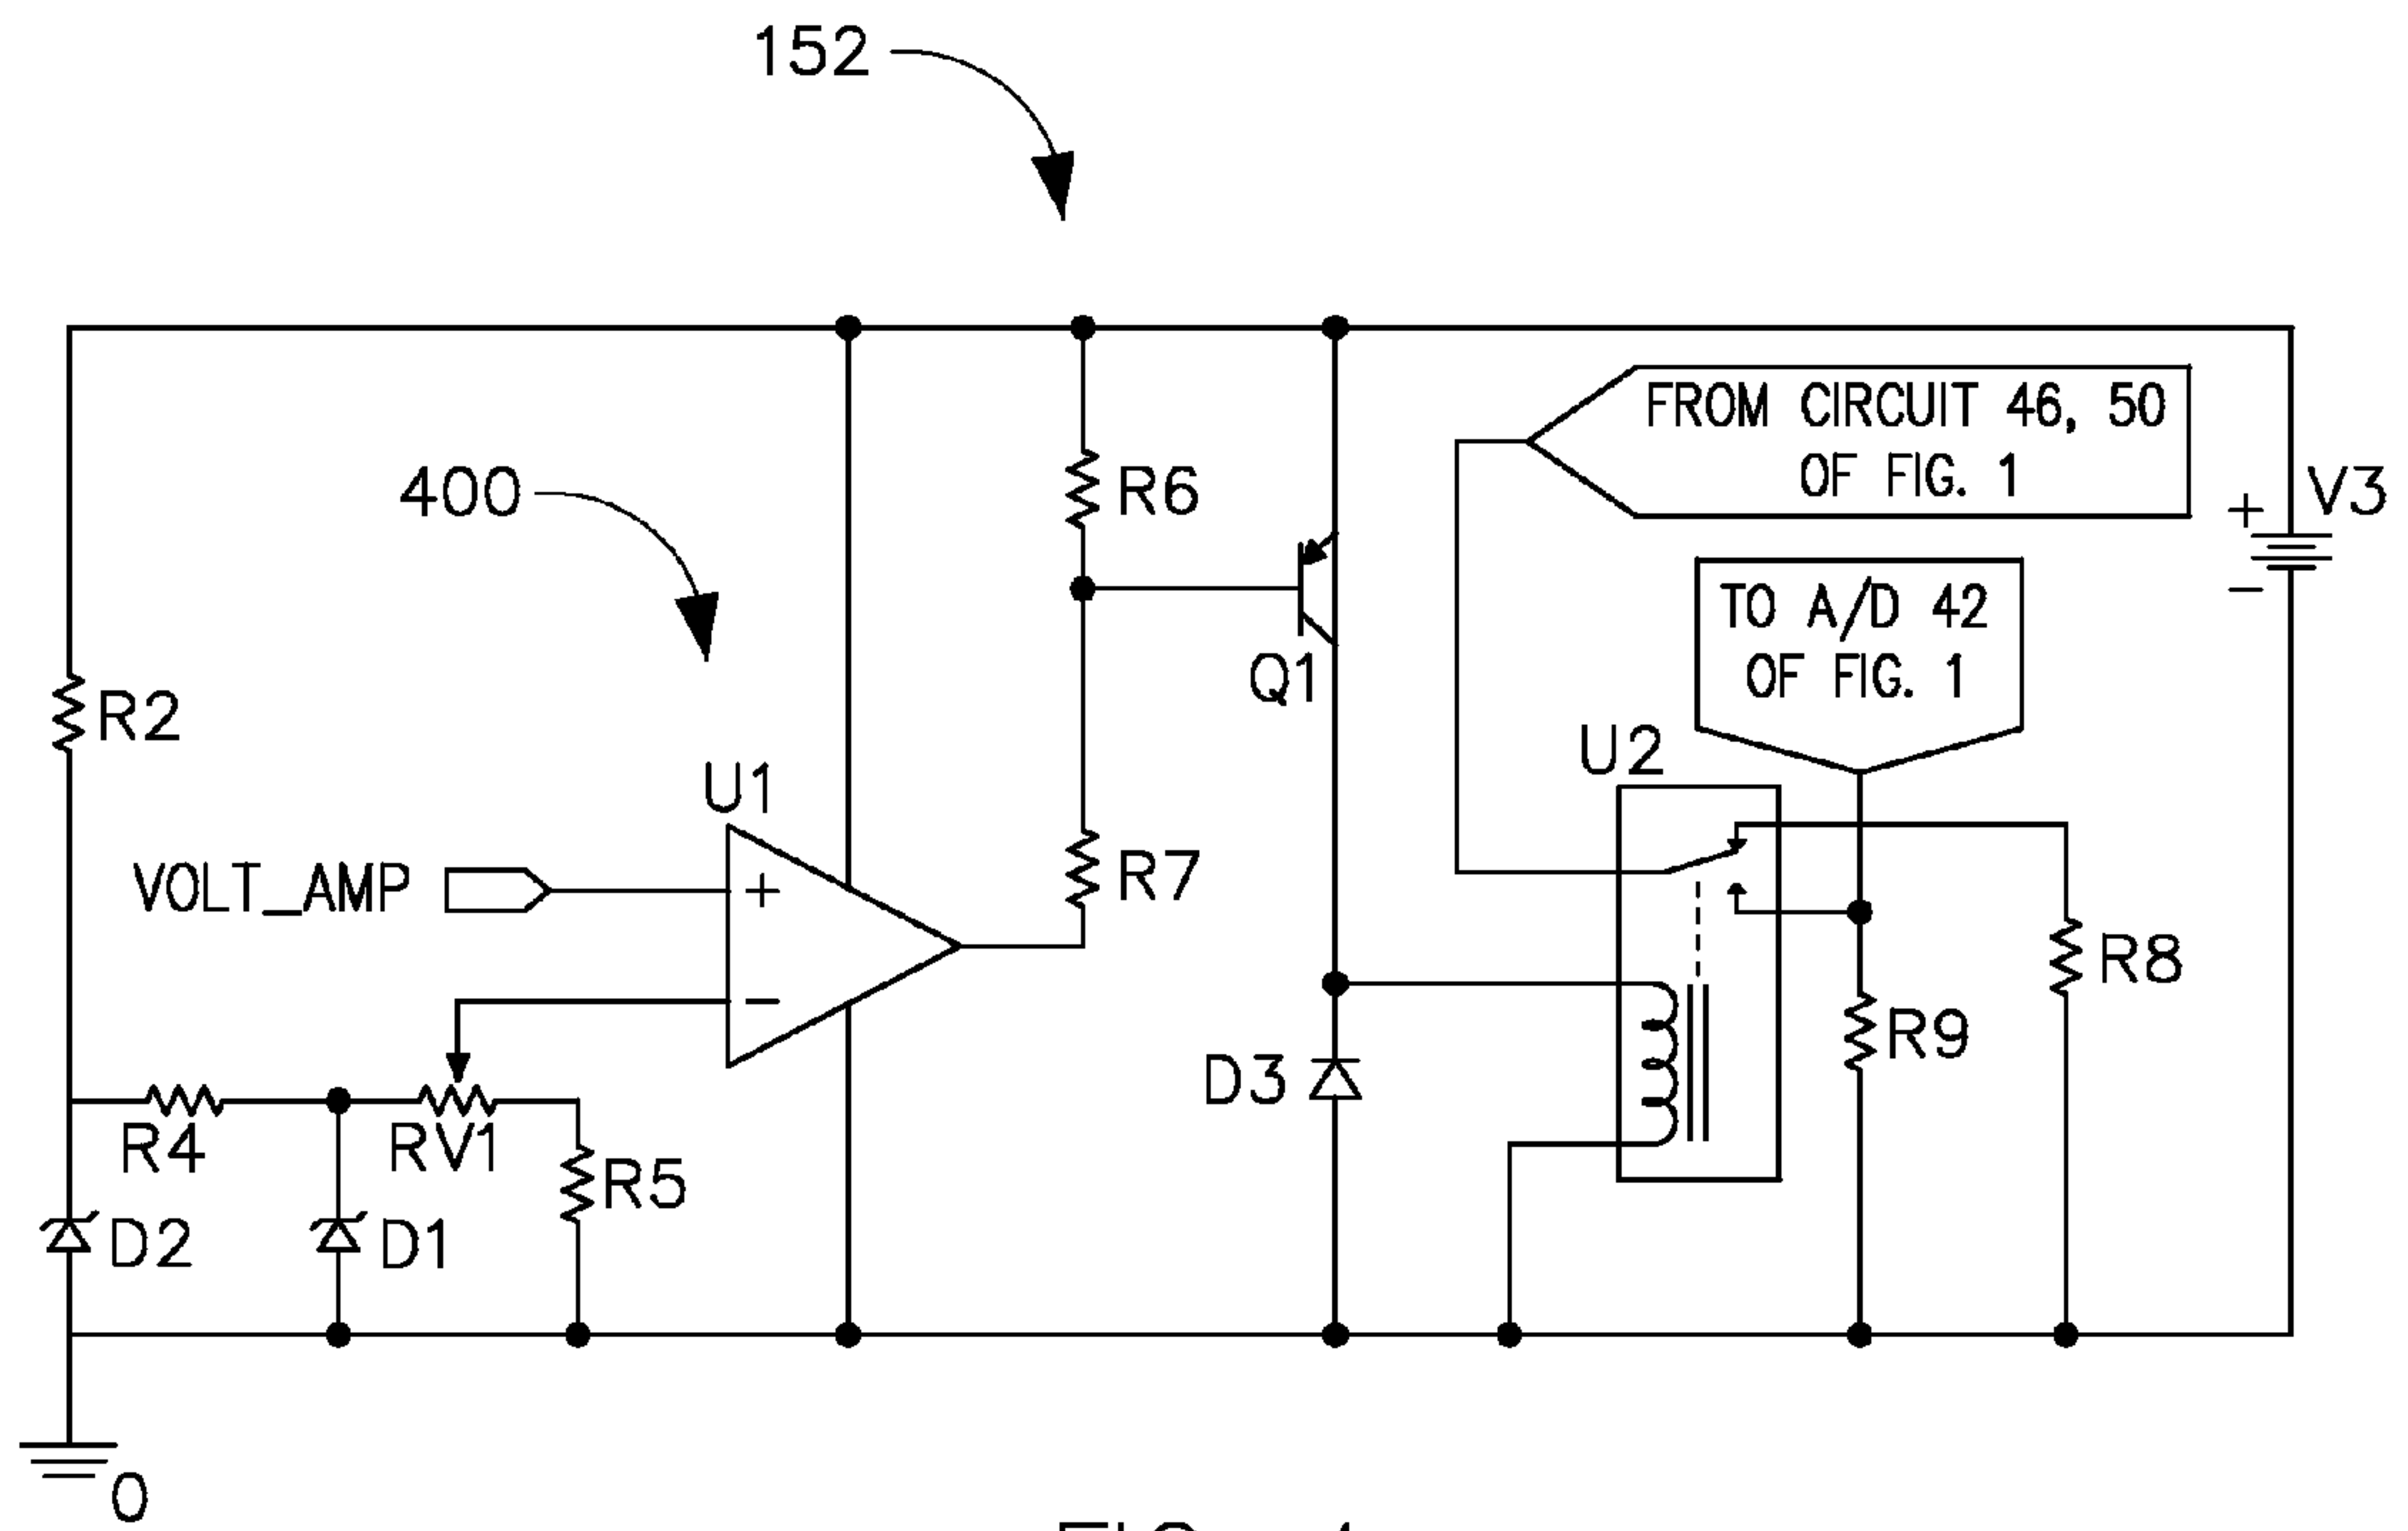 152
FROM CIRCUIT 46, 50
OF FIG. 1
V3
+
−
400
R6
TO A/D 42
OF FIG. 1
Q1
R2
U2
U1
VOLT_AMP
+
−
R7
R8
R9
D3
R4
RV1
R5
D2
D1
0